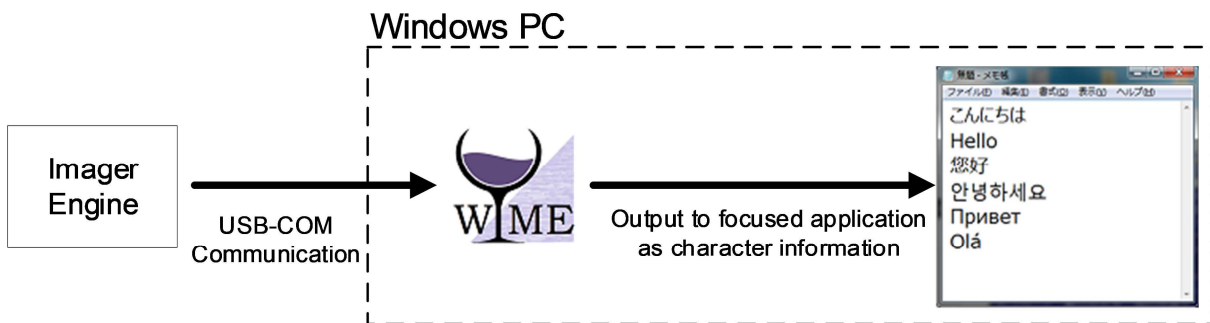 Windows PC
Imager
Engine
USB-COM
Communication
WIME
Output to focused application
as character information
無題 - メモ帳
ファイル(F) 編集(E) 書式(O) 表示(V) ヘルプ(H)
こんにちは
Hello
您好
안녕하세요
Привет
Olá